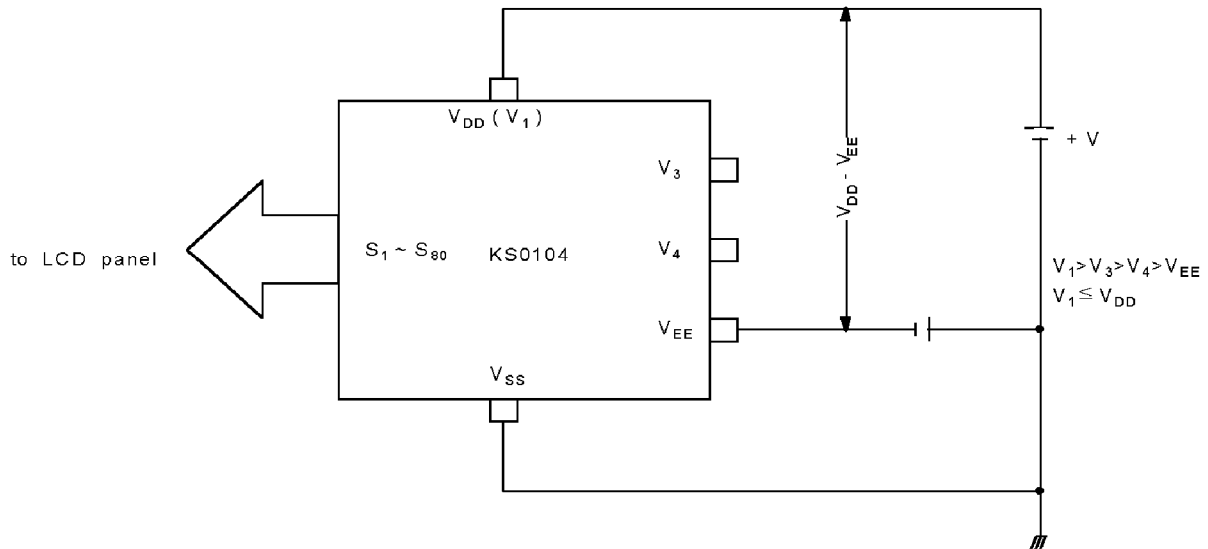 V_DD ( V_1 )
V_3
V_DD - V_EE
+ V
to LCD panel
S_1 ~ S_80 KS0104
V_4
V_1>V_3>V_4>V_EE
V_1≤ V_DD
V_EE
V_SS